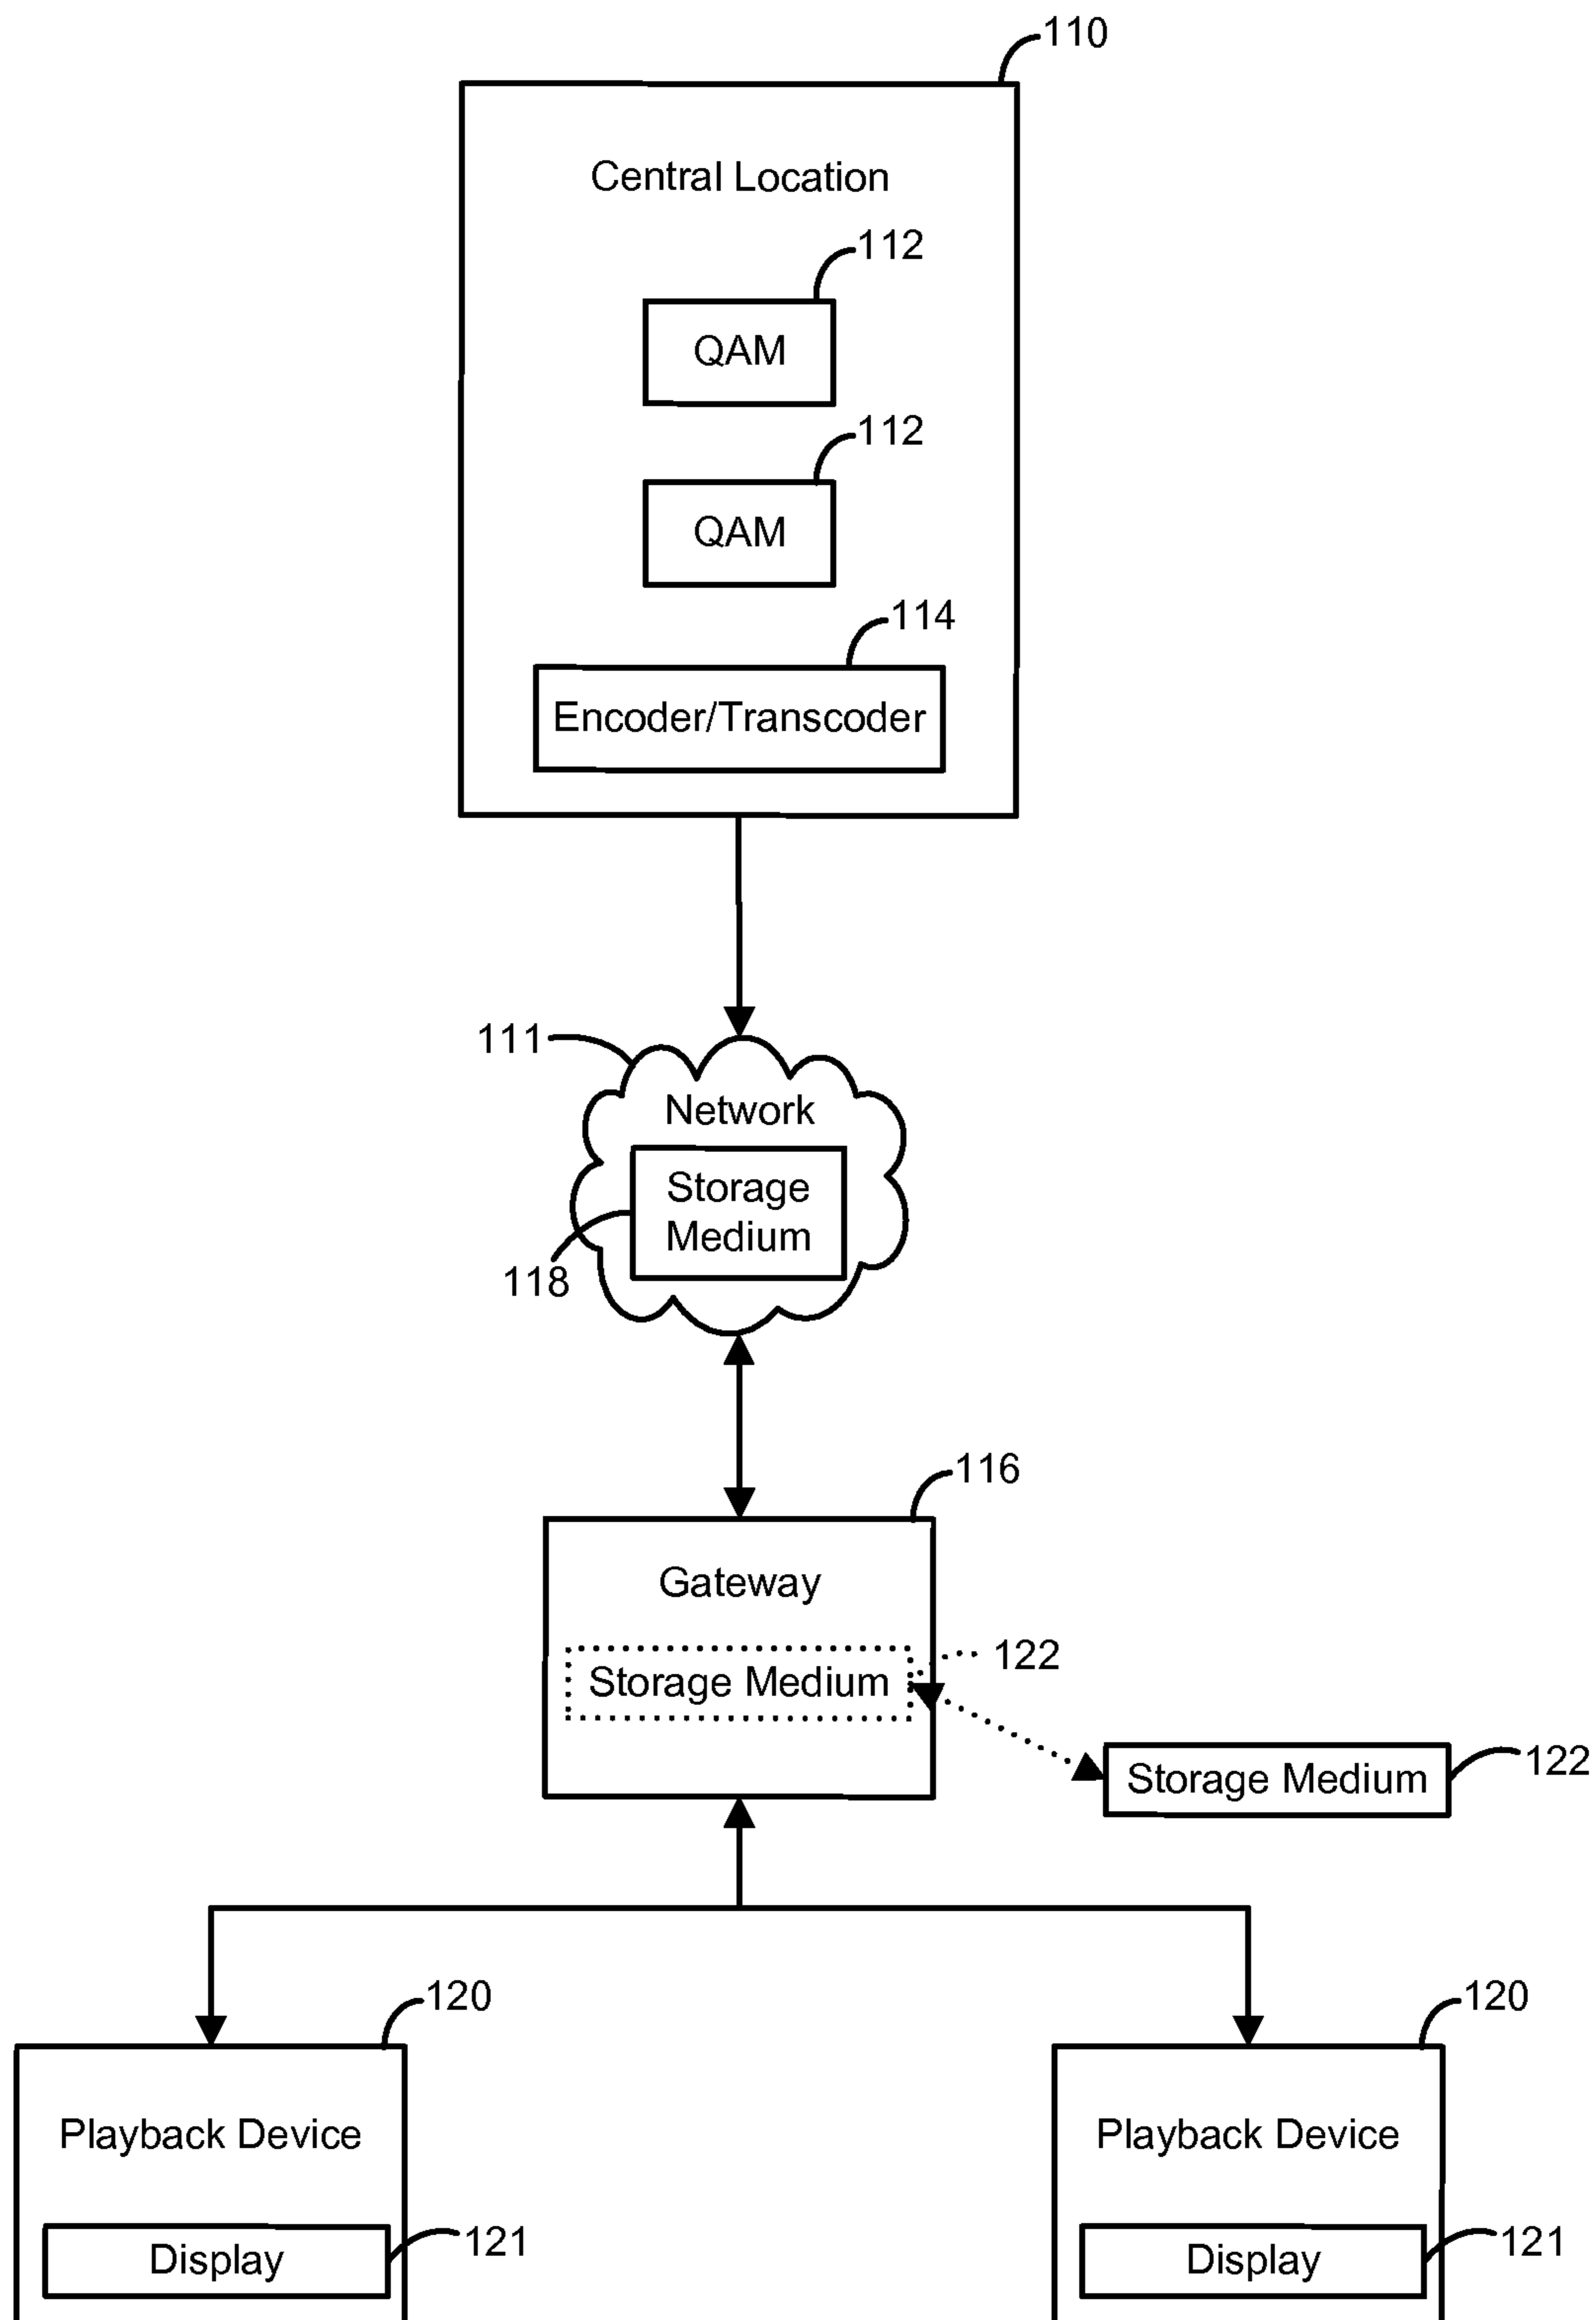 110
Central Location
112
QAM
112
QAM
114
Encoder/Transcoder
111
Network
Storage
Medium
118
116
Gateway
122
Storage Medium
Storage Medium
122
120
120
Playback Device
Playback Device
121
121
Display
Display